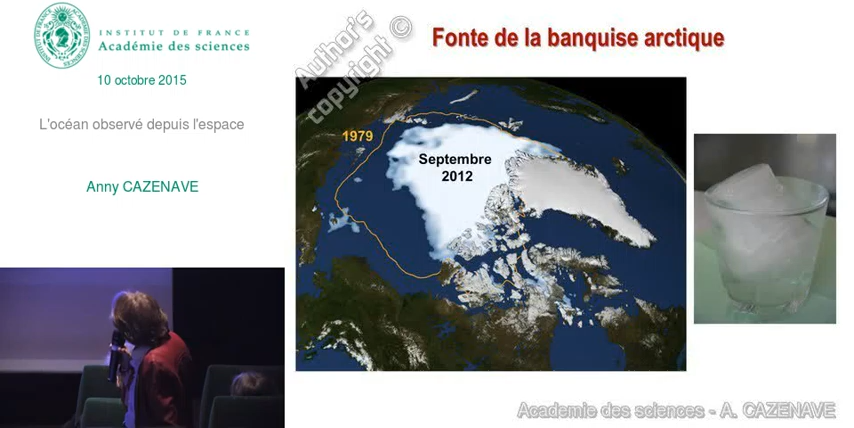 INSTITUT DE FRANCE
Académie des sciences
10 octobre 2015
L'océan observé depuis l'espace
Anny CAZENAVE
Author's
copyright ©
Fonte de la banquise arctique
1979
Septembre
2012
Academie des sciences - A. CAZENAVE